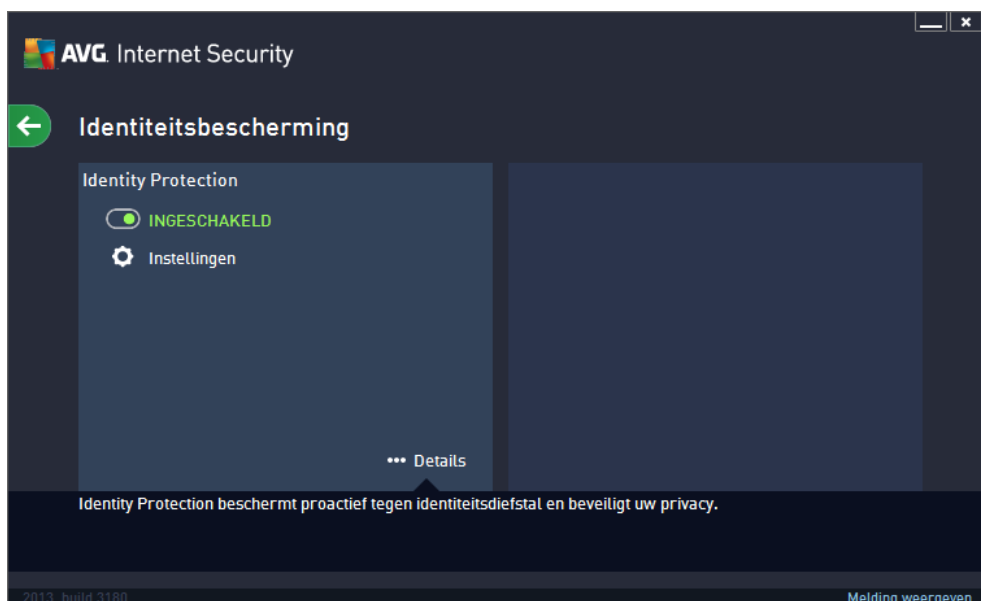 AVG. Internet Security
Identiteitsbescherming
Identity Protection
INGESCHAKELD
Instellingen
••• Details
Identity Protection beschermt proactief tegen identiteitsdiefstal en beveiligt uw privacy.
2013 build 3180
Melding weergeven